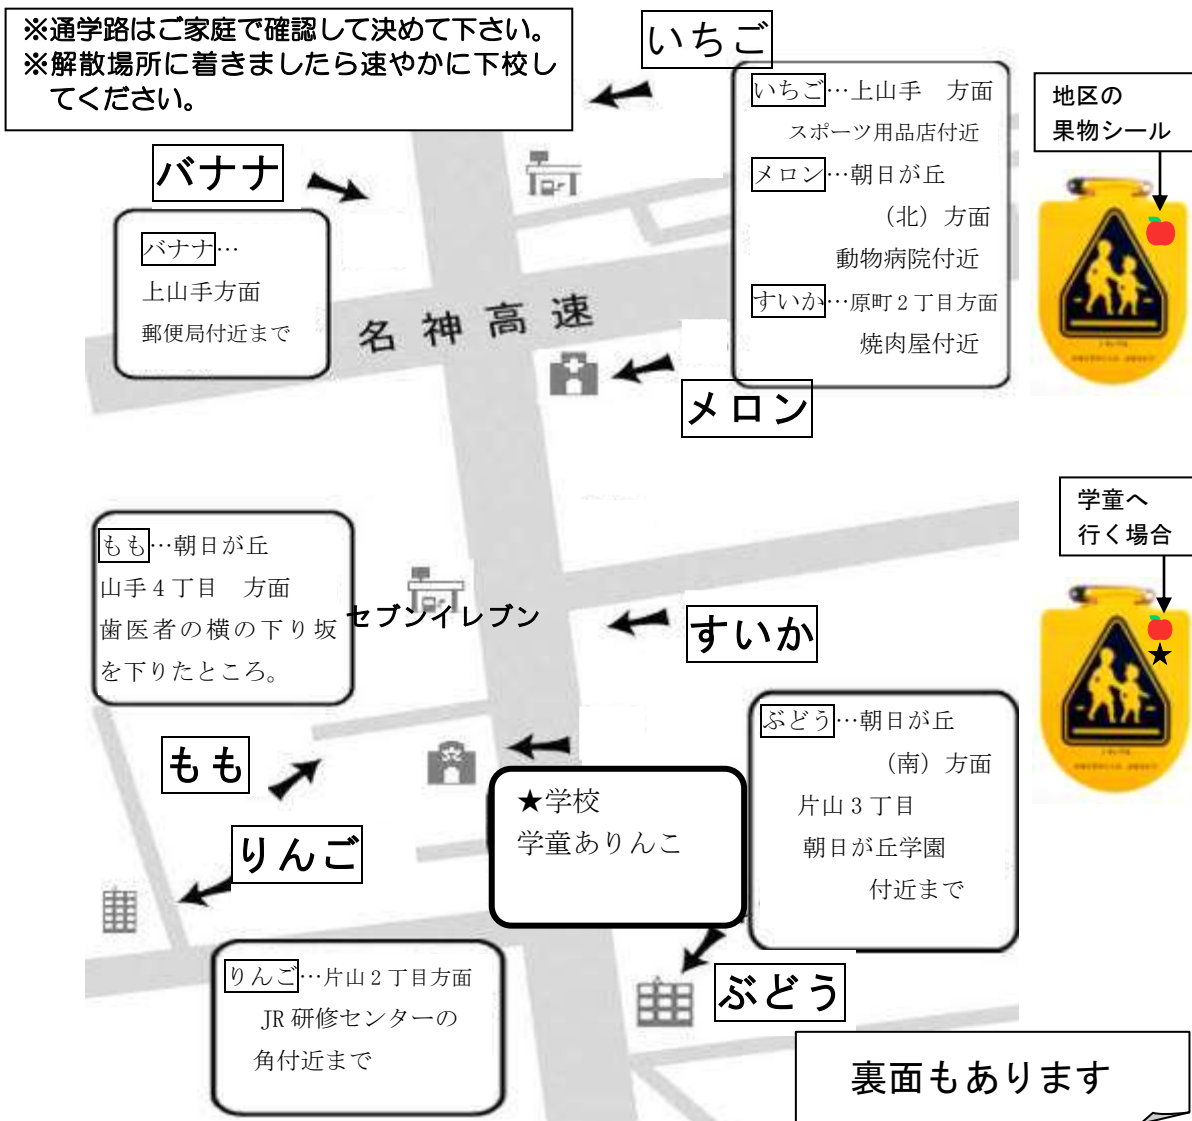 ※通学路はご家庭で確認して決めて下さい。
※解散場所に着きましたら速やかに下校し
てください。
いちご
いちご…上山手　方面
スポーツ用品店付近
メロン…朝日が丘
（北）方面
動物病院付近
すいか…原町２丁目方面
焼肉屋付近
地区の
果物シール
バナナ
バナナ…
上山手方面
郵便局付近まで
名神高速
メロン
もも…朝日が丘
山手４丁目　方面
歯医者の横の下り坂
を下りたところ。
セブンイレブン
すいか
学童へ
行く場合
★
もも
りんご
★学校
学童ありんこ
ぶどう…朝日が丘
（南）方面
片山３丁目
朝日が丘学園
付近まで
りんご…片山２丁目方面
JR 研修センターの
角付近まで
ぶどう
裏面もあります